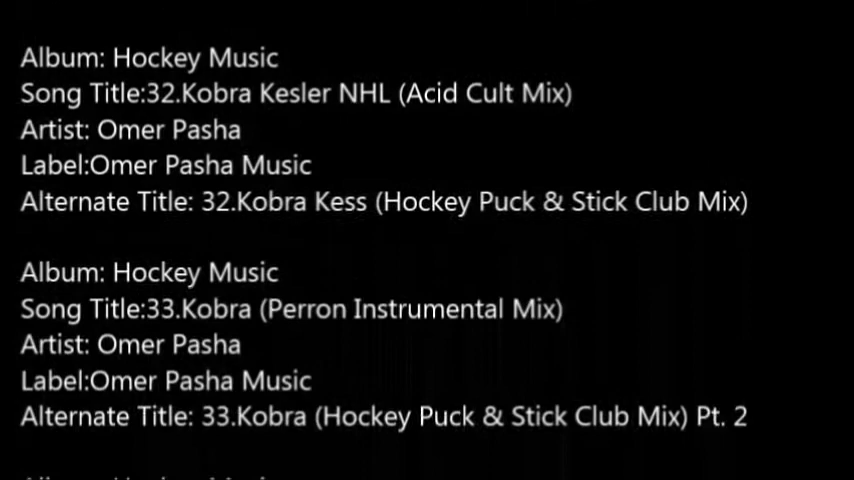 Album: Hockey Music
Song Title:32.Kobra Kesler NHL (Acid Cult Mix)
Artist: Omer Pasha
Label:Omer Pasha Music
Alternate Title: 32.Kobra Kess (Hockey Puck & Stick Club Mix)
Album: Hockey Music
Song Title:33.Kobra (Perron Instrumental Mix)
Artist: Omer Pasha
Label:Omer Pasha Music
Alternate Title: 33.Kobra (Hockey Puck & Stick Club Mix) Pt. 2